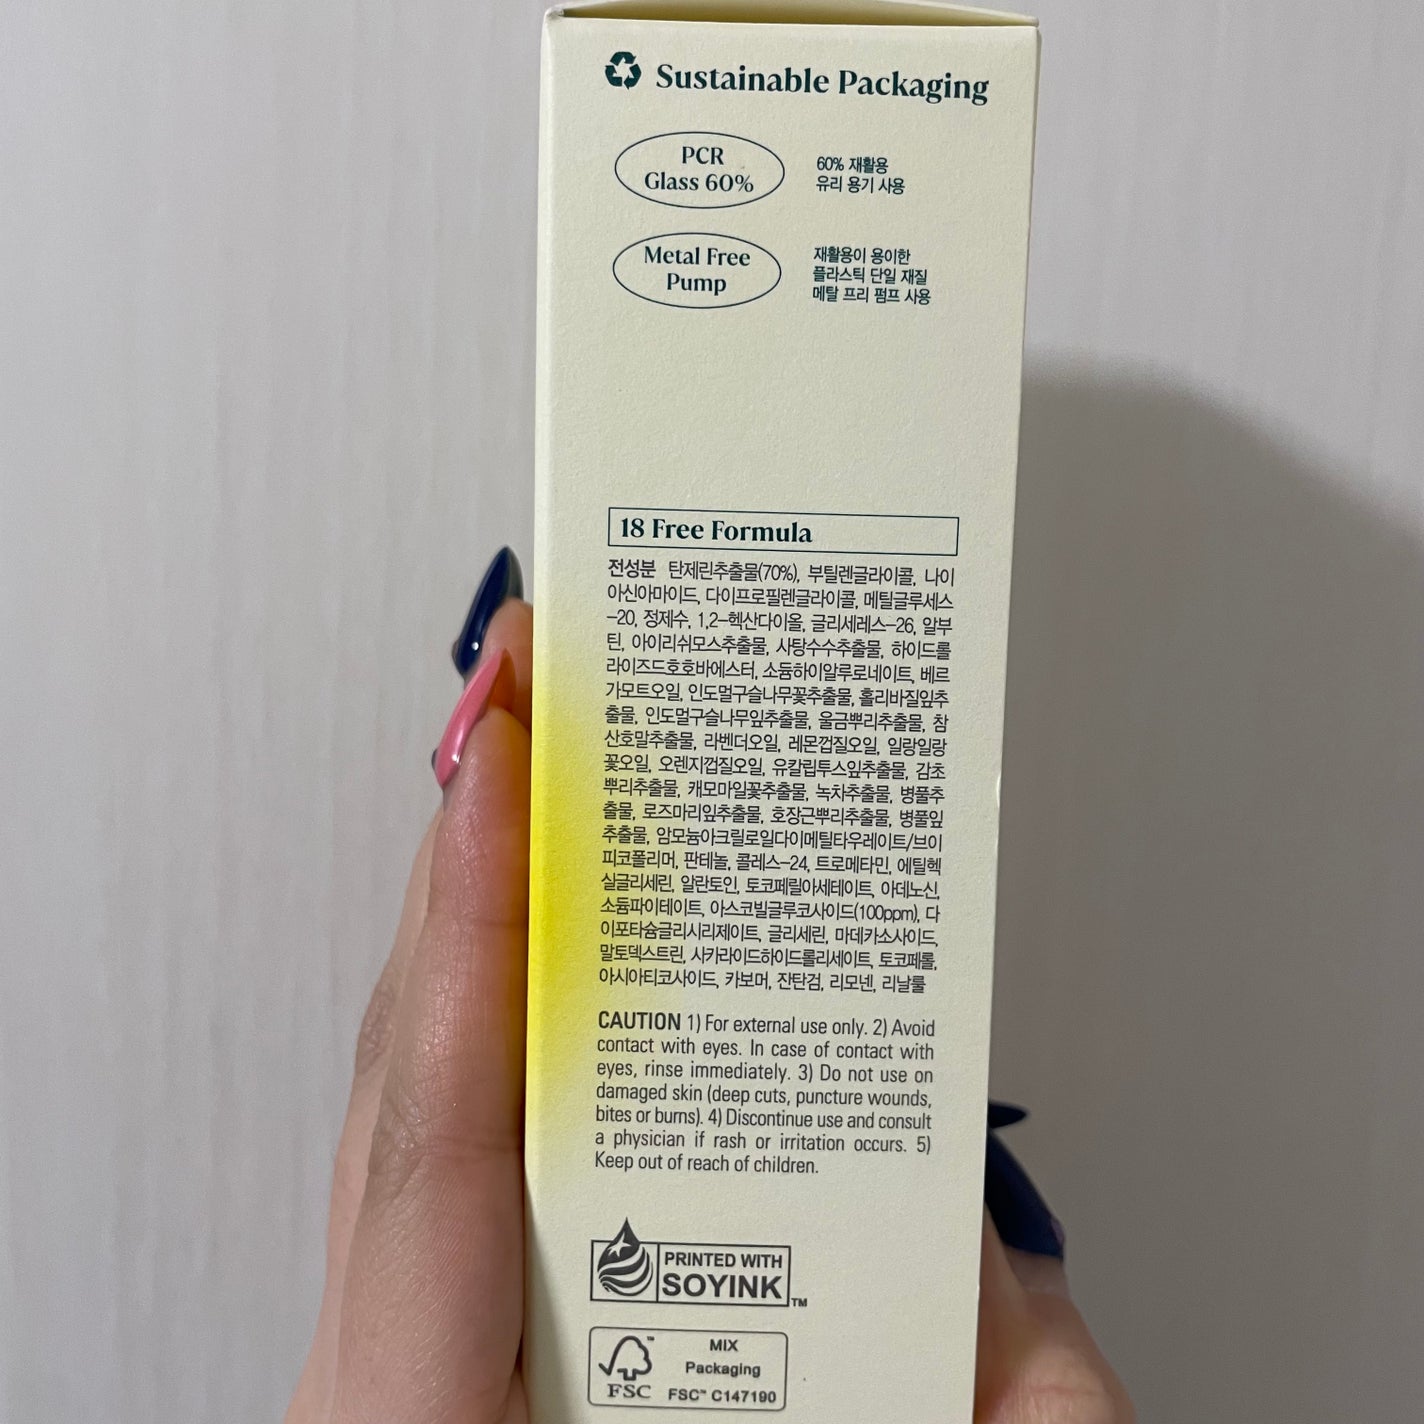 Sustainable Packaging
PCR
Glass 60%
60% 재활용
유리 용기 사용
Metal Free
Pump
재활용이 용이한
플라스틱 단일 재질
메탈 프리 펌프 사용
18 Free Formula
전성분 탄제린추출물(70%), 부틸렌글라이콜, 나이
아신아마이드, 다이프로필렌글라이콜, 메틸글루세스
-20, 정제수, 1,2-헥산다이올, 글리세레스-26, 알부
틴, 아이리쉬모스추출물, 사탕수수추출물, 하이드롤
라이즈드호호바에스터, 소듐하이알루로네이트, 베르
가모트오일, 인도멀구슬나무꽃추출물, 홀리바질잎추
출물, 인도멀구슬나무잎추출물, 울금뿌리추출물, 참
산호말추출물, 라벤더오일, 레몬껍질오일, 일랑일랑
꽃오일, 오렌지껍질오일, 유칼립투스잎추출물, 감초
뿌리추출물, 캐모마일꽃추출물, 녹차추출물, 병풀추
출물, 로즈마리잎추출물, 호장근뿌리추출물, 병풀잎
추출물, 암모늄아크릴로일다이메틸타우레이트/브이
피코폴리머, 판테놀, 콜레스-24, 트로메타민, 에틸헥
실글리세린, 알란토인, 토코페릴아세테이트, 아데노신,
소듐파이테이트, 아스코빌글루코사이드(100ppm), 다
이포타슘글리시리제이트, 글리세린, 마데카소사이드,
말토덱스트린, 사카라이드하이드롤리세이트, 토코페롤,
아시아티코사이드, 카보머, 잔탄검, 리모넨, 리날룰
CAUTION 1) For external use only. 2) Avoid
contact with eyes. In case of contact with
eyes, rinse immediately. 3) Do not use on
damaged skin (deep cuts, puncture wounds,
bites or burns). 4) Discontinue use and consult
a physician if rash or irritation occurs. 5)
Keep out of reach of children.
PRINTED WITH
SOYINK™
MIX
Packaging
FSC™ C147190
FSC™